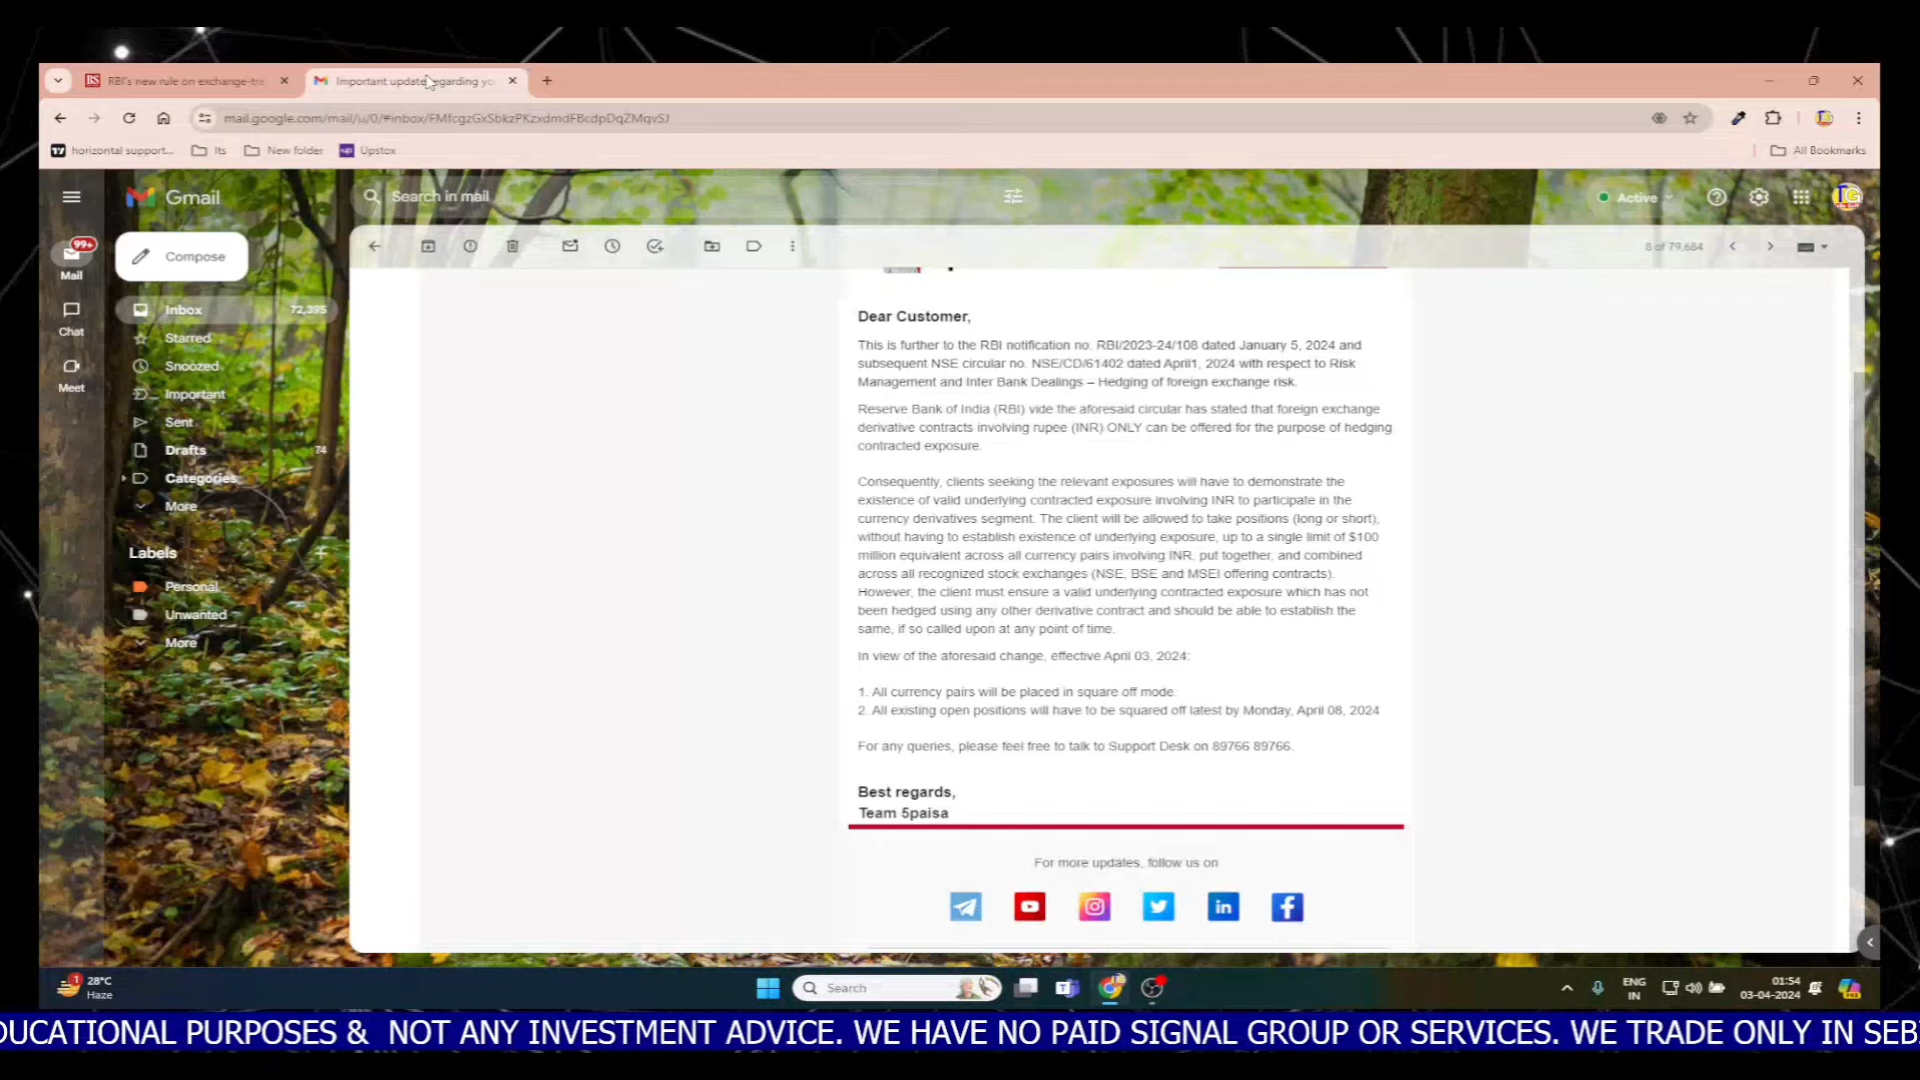 RBI's new rule on exchange-tra
Important update regarding yo
mail.google.com/mail/u/0/#inbox/FMfcgzGxSbkzPKzxdmdFBcdpDqZMqvSJ
horizontal support...
Its
New folder
Upstox
All Bookmarks
Gmail
Search in mail
Active
99+
Mail
Compose
8 of 79,684
Inbox 72,395
Chat
Starred
Snoozed
Meet
Important
Sent
Drafts 74
Categories
More
Labels
Personal
Unwanted
More
Dear Customer,
This is further to the RBI notification no. RBI/2023-24/108 dated January 5, 2024 and
subsequent NSE circular no. NSE/CD/61402 dated April1, 2024 with respect to Risk
Management and Inter Bank Dealings – Hedging of foreign exchange risk.
Reserve Bank of India (RBI) vide the aforesaid circular has stated that foreign exchange
derivative contracts involving rupee (INR) ONLY can be offered for the purpose of hedging
contracted exposure.
Consequently, clients seeking the relevant exposures will have to demonstrate the
existence of valid underlying contracted exposure involving INR to participate in the
currency derivatives segment. The client will be allowed to take positions (long or short),
without having to establish existence of underlying exposure, up to a single limit of $100
million equivalent across all currency pairs involving INR, put together, and combined
across all recognized stock exchanges (NSE, BSE and MSEI offering contracts).
However, the client must ensure a valid underlying contracted exposure which has not
been hedged using any other derivative contract and should be able to establish the
same, if so called upon at any point of time.
In view of the aforesaid change, effective April 03, 2024:
1. All currency pairs will be placed in square off mode.
2. All existing open positions will have to be squared off latest by Monday, April 08, 2024
For any queries, please feel free to talk to Support Desk on 89766 89766.
Best regards,
Team 5paisa
For more updates, follow us on
1
28°C
Haze
Search
ENG
IN
01:54
03-04-2024
DUCATIONAL PURPOSES & NOT ANY INVESTMENT ADVICE. WE HAVE NO PAID SIGNAL GROUP OR SERVICES. WE TRADE ONLY IN SEB